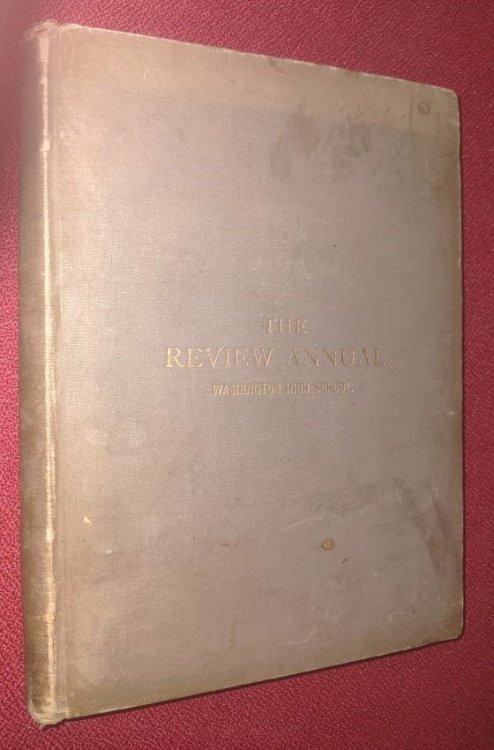 THE
REVIEW ANNUAL.
WASHINGTON HIGH SCHOOL.